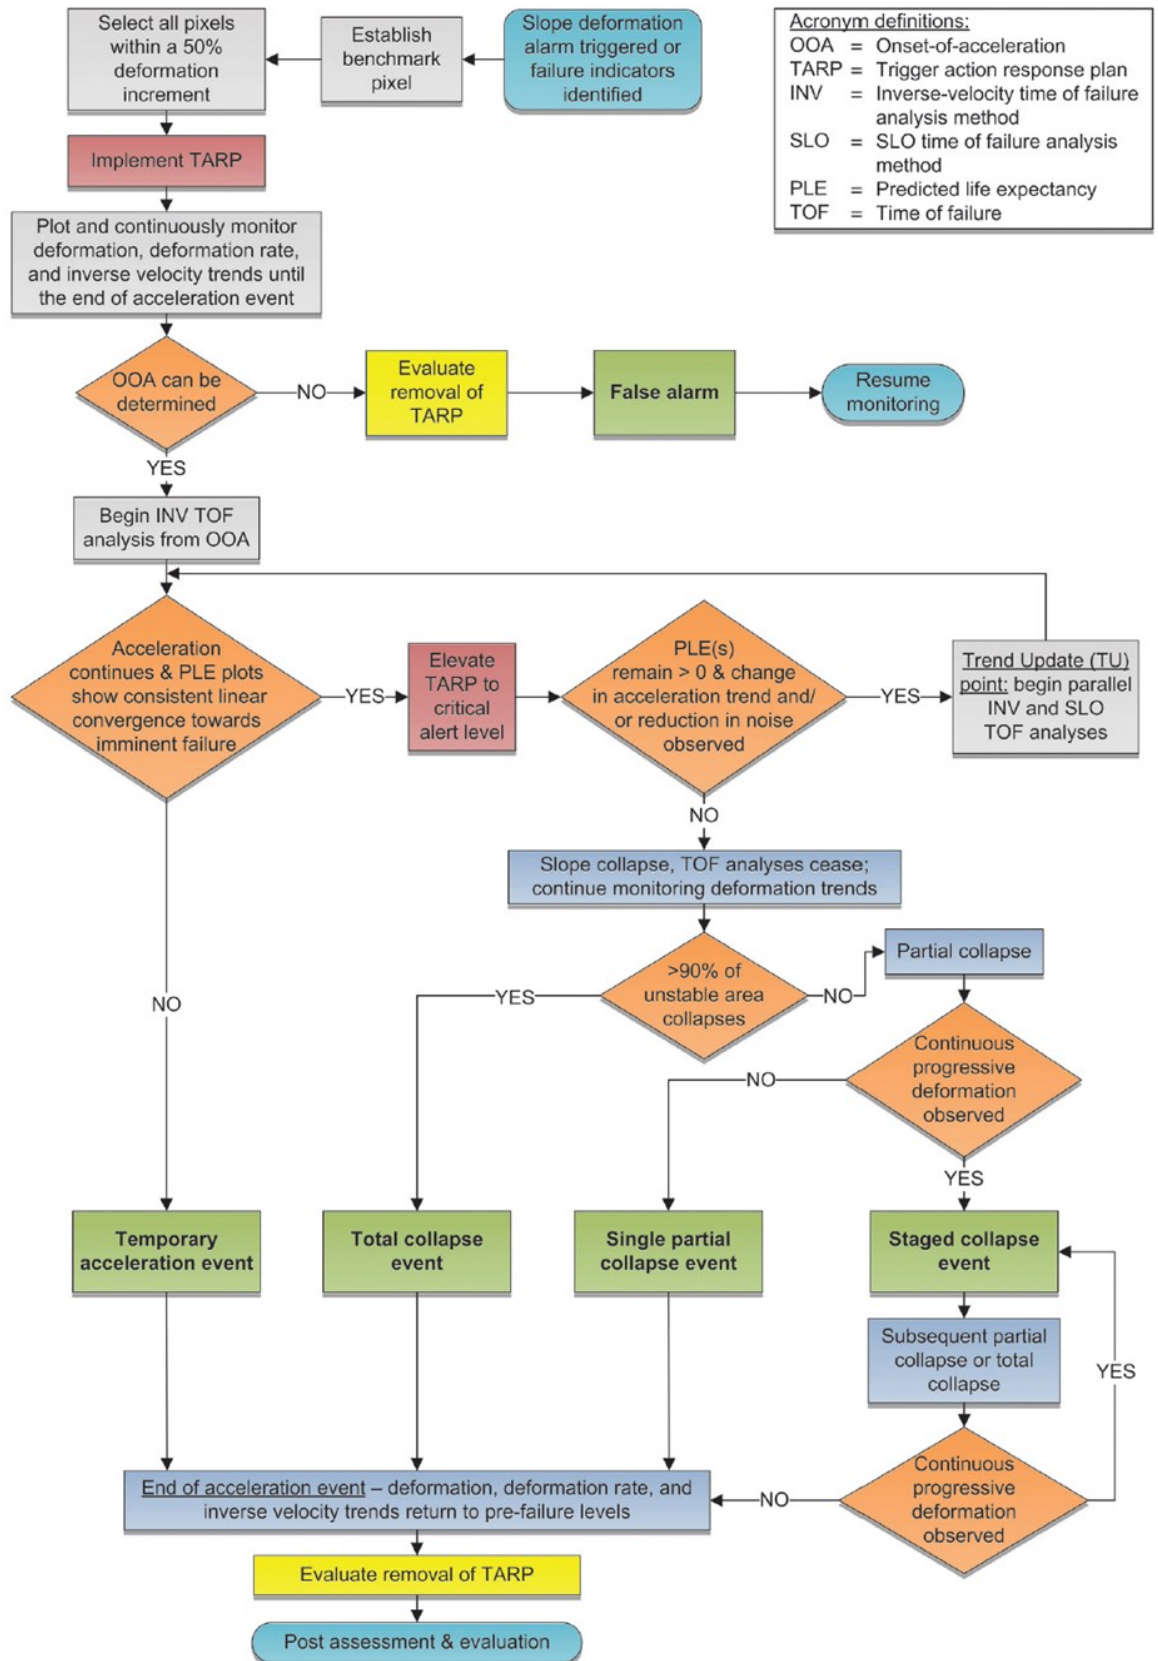 Select all pixels
within a 50%
deformation
increment
Establish
benchmark
pixel
Slope deformation
alarm triggered or
failure indicators
identified
Acronym definitions:
OOA = Onset-of-acceleration
TARP = Trigger action response plan
INV = Inverse-velocity time of failure
analysis method
SLO = SLO time of failure analysis
method
PLE = Predicted life expectancy
TOF = Time of failure
Implement TARP
Plot and continuously monitor
deformation, deformation rate,
and inverse velocity trends until
the end of acceleration event
OOA can be
determined
NO
Evaluate
removal of
TARP
False alarm
Resume
monitoring
YES
Begin INV TOF
analysis from OOA
Acceleration
continues & PLE plots
show consistent linear
convergence towards
imminent failure
YES
Elevate
TARP to
critical
alert level
PLE(s)
remain > 0 & change
in acceleration trend and/
or reduction in noise
observed
YES
Trend Update (TU)
point: begin parallel
INV and SLO
TOF analyses
NO
Slope collapse, TOF analyses cease;
continue monitoring deformation trends
>90% of
unstable area
collapses
YES
NO
Partial collapse
NO
Continuous
progressive
deformation
observed
NO
YES
Temporary
acceleration event
Total collapse
event
Single partial
collapse event
Staged collapse
event
Subsequent partial
collapse or total
collapse
YES
Continuous
progressive
deformation
observed
NO
End of acceleration event – deformation, deformation rate, and
inverse velocity trends return to pre-failure levels
Evaluate removal of TARP
Post assessment & evaluation